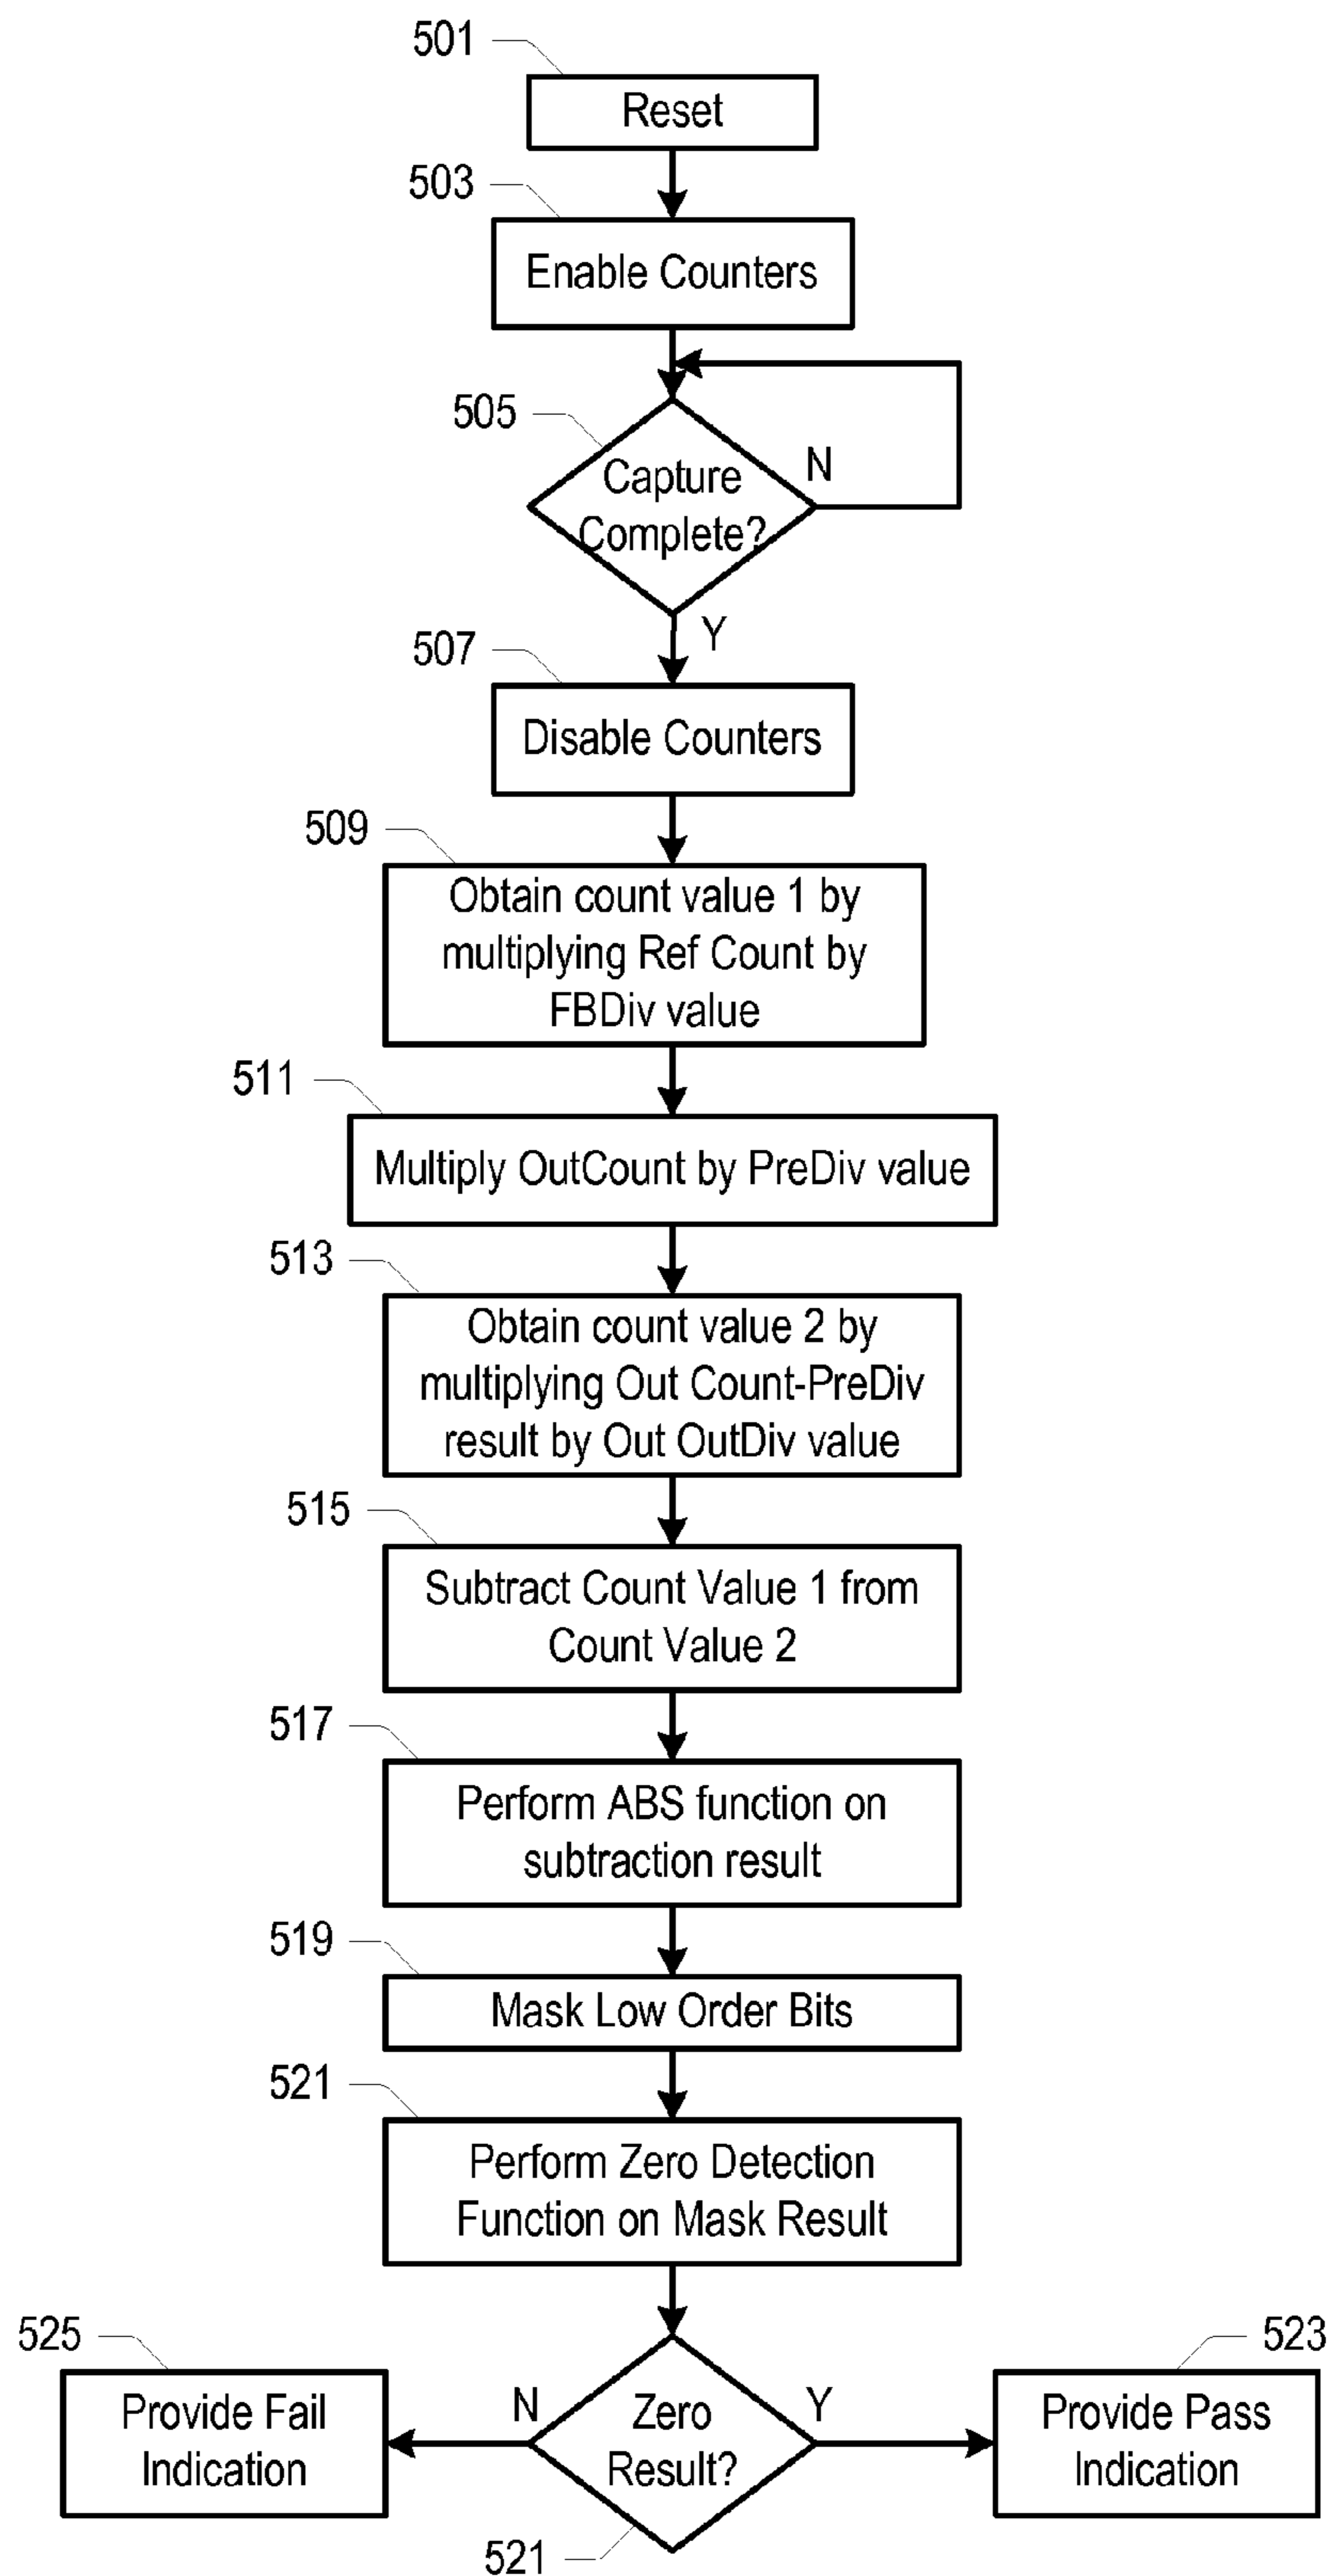 501
Reset
503
Enable Counters
505
Capture
Complete?
N
Y
507
Disable Counters
509
Obtain count value 1 by
multiplying Ref Count by
FBDiv value
511
Multiply OutCount by PreDiv value
513
Obtain count value 2 by
multiplying Out Count-PreDiv
result by Out OutDiv value
515
Subtract Count Value 1 from
Count Value 2
517
Perform ABS function on
subtraction result
519
Mask Low Order Bits
521
Perform Zero Detection
Function on Mask Result
525
Provide Fail
Indication
N
Zero
Result?
Y
523
Provide Pass
Indication
521